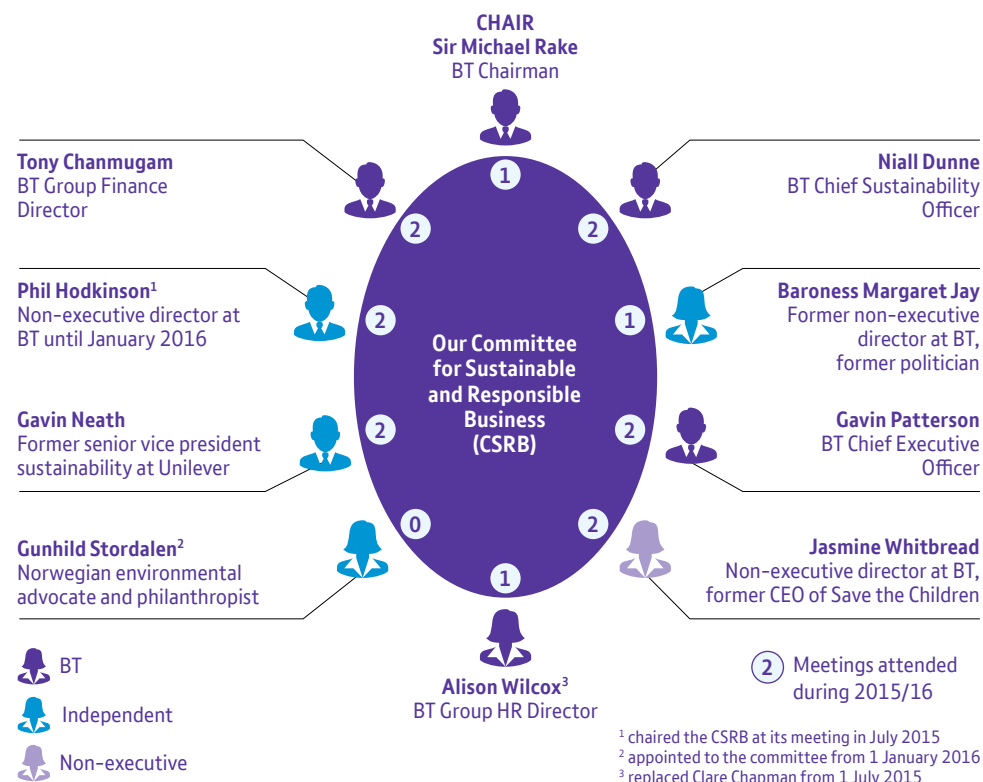 CHAIR
Sir Michael Rake
BT Chairman
1
Tony Chanmugam
BT Group Finance
Director
2
Niall Dunne
BT Chief Sustainability
Officer
2
Phil Hodkinson¹
Non-executive director at
BT until January 2016
2
Baroness Margaret Jay
Former non-executive
director at BT,
former politician
1
Our Committee
for Sustainable
and Responsible
Business
(CSRB)
Gavin Neath
Former senior vice president
sustainability at Unilever
2
Gavin Patterson
BT Chief Executive
Officer
2
Gunhild Stordalen²
Norwegian environmental
advocate and philanthropist
0
Jasmine Whitbread
Non-executive director at BT,
former CEO of Save the Children
2
1
Alison Wilcox³
BT Group HR Director
BT
Independent
Non-executive
2 Meetings attended
during 2015/16
¹ chaired the CSRB at its meeting in July 2015
² appointed to the committee from 1 January 2016
³ replaced Clare Chapman from 1 July 2015